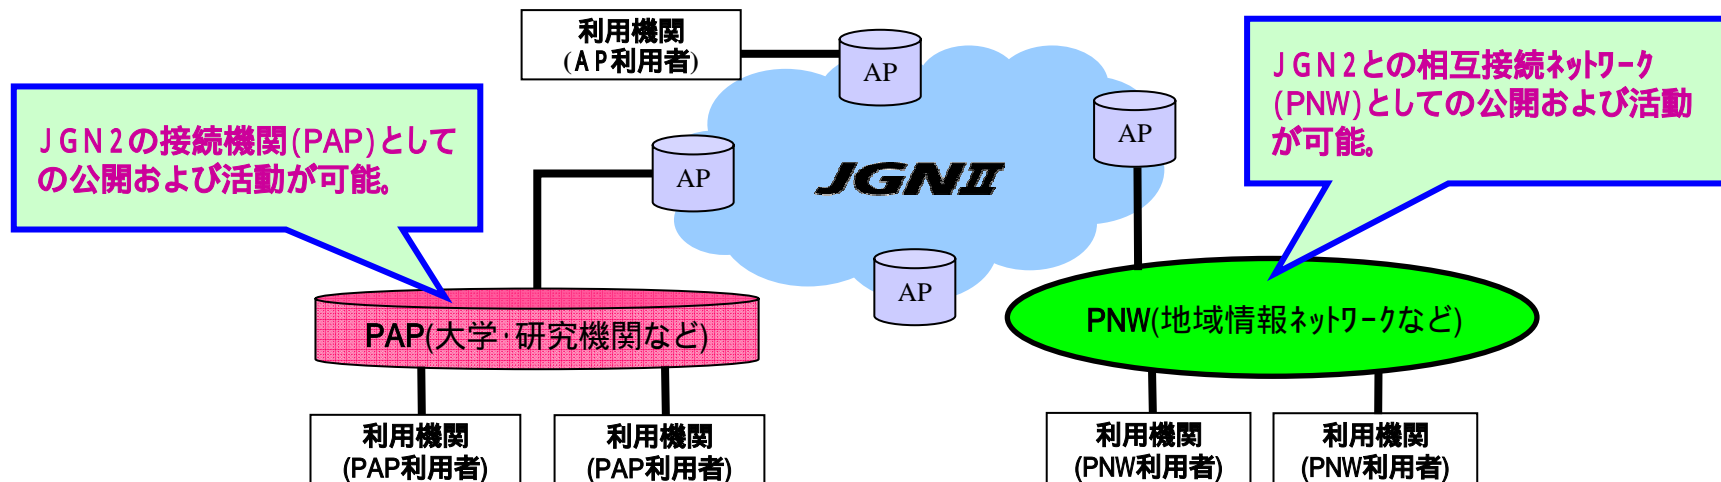 利用機関
(AP利用者)
AP
JGN2との相互接続ネットワーク
(PNW)としての公開および活動
が可能。
JGN2の接続機関(PAP)として
の公開および活動が可能。
AP
AP
JGNII
AP
PAP(大学・研究機関など)
PNW(地域情報ネットワークなど)
利用機関
(PAP利用者)
利用機関
(PAP利用者)
利用機関
(PNW利用者)
利用機関
(PNW利用者)